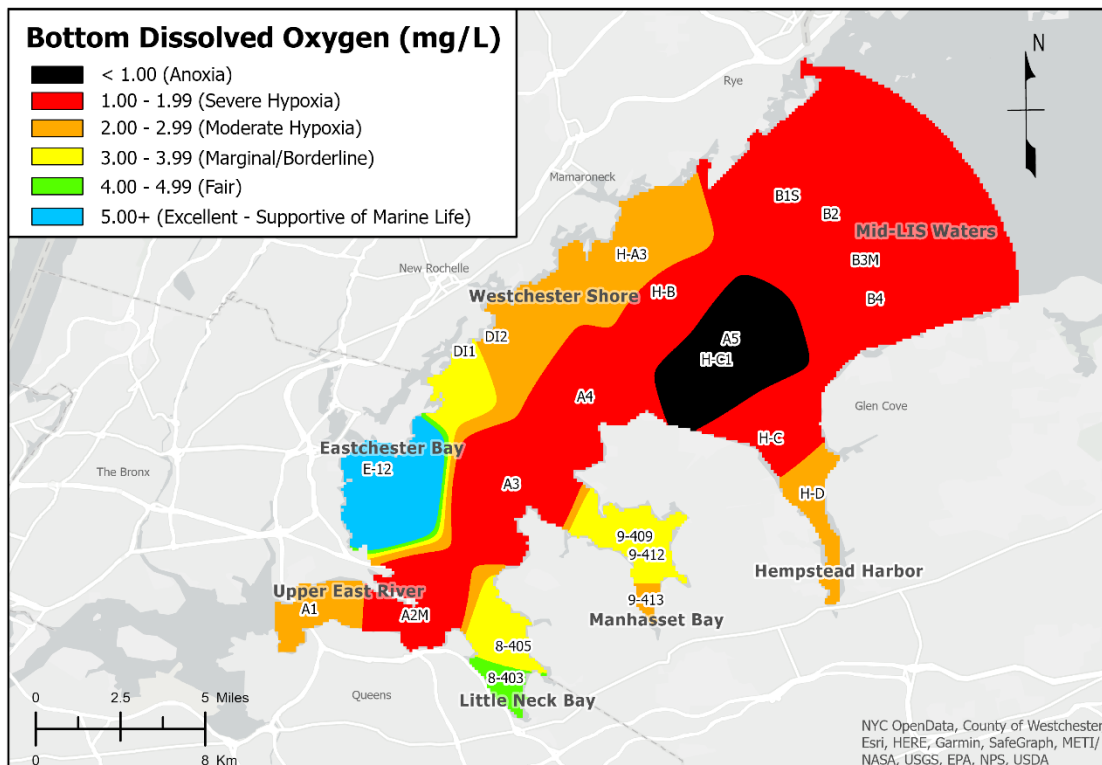 Bottom Dissolved Oxygen (mg/L)
< 1.00 (Anoxia)
1.00 - 1.99 (Severe Hypoxia)
2.00 - 2.99 (Moderate Hypoxia)
3.00 - 3.99 (Marginal/Borderline)
4.00 - 4.99 (Fair)
5.00+ (Excellent - Supportive of Marine Life)
N
Rye
Mamaroneck
B1S
B2
Mid-LIS Waters
H-A3
B3M
New Rochelle
Westchester Shore
H-B
B4
DI2
DI1
A5
H-C1
A4
Glen Cove
Eastchester Bay
H-C
The Bronx
E-12
A3
H-D
9-409
9-412
Hempstead Harbor
Upper East River
9-413
A1
A2M
Manhasset Bay
8-405
8-403
Queens
Little Neck Bay
0 2.5 5 Miles
0 8 Km
NYC OpenData, County of Westchester,
Esri, HERE, Garmin, SafeGraph, METI/
NASA, USGS, EPA, NPS, USDA